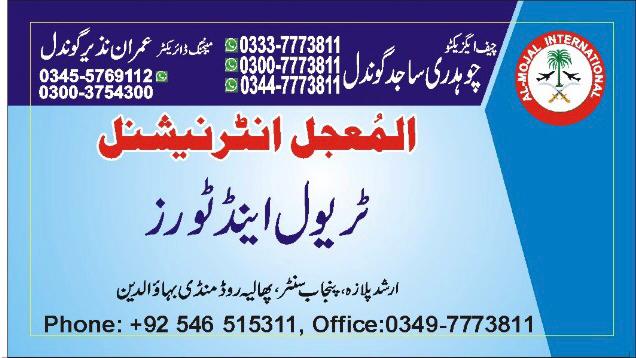 چیف ایگزیکٹو
چوہدری ساجد گوندل
0333-7773811
0300-7773811
0344-7773811
مینجنگ ڈائریکٹر عمران نذیر گوندل
0345-5769112
0300-3754300
AL-MOJAL INTERNATIONAL
المُعجل انٹرنیشنل
ٹریول اینڈ ٹورز
ارشد پلازہ، پنجاب سنٹر، پھالیہ روڈ منڈی بہاؤالدین
Phone: +92 546 515311, Office:0349-7773811